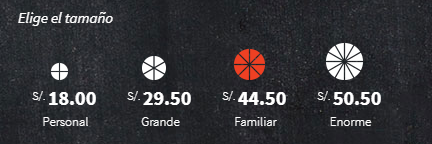 Elige el tamaño
S/. 18.00 S/. 29.50 S/. 44.50 S/. 50.50
Personal Grande Familiar Enorme